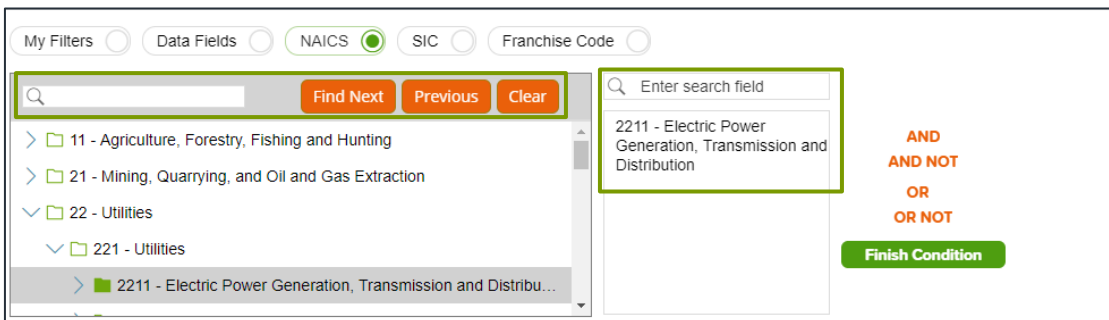 My Filters Data Fields NAICS SIC Franchise Code
Find Next Previous Clear
Enter search field
11 - Agriculture, Forestry, Fishing and Hunting
21 - Mining, Quarrying, and Oil and Gas Extraction
22 - Utilities
221 - Utilities
2211 - Electric Power Generation, Transmission and Distribu...
2211 - Electric Power
Generation, Transmission and
Distribution
AND
AND NOT
OR
OR NOT
Finish Condition